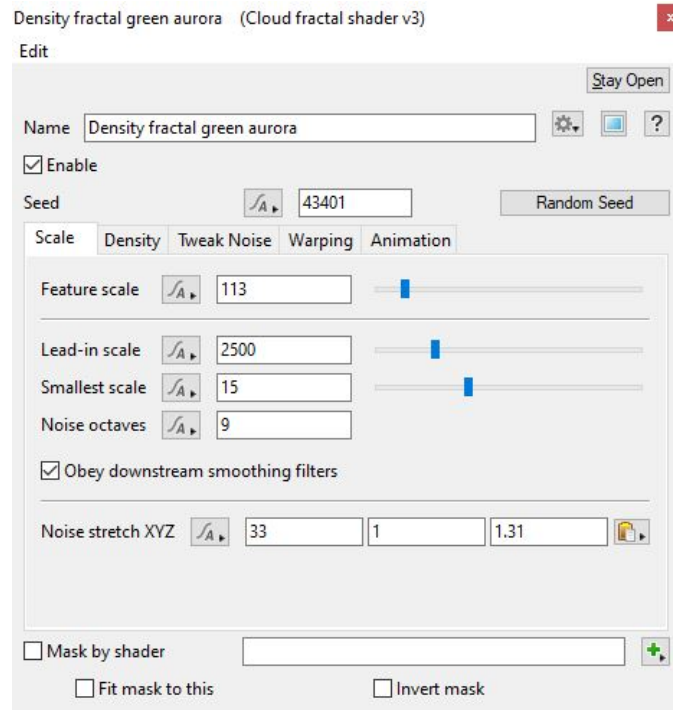 Density fractal green aurora (Cloud fractal shader v3)
Edit
Stay Open
Name Density fractal green aurora ?
Enable
Seed 43401 Random Seed
Scale Density Tweak Noise Warping Animation
Feature scale 113
Lead-in scale 2500
Smallest scale 15
Noise octaves 9
Obey downstream smoothing filters
Noise stretch XYZ 33 1 1.31
Mask by shader
Fit mask to this Invert mask